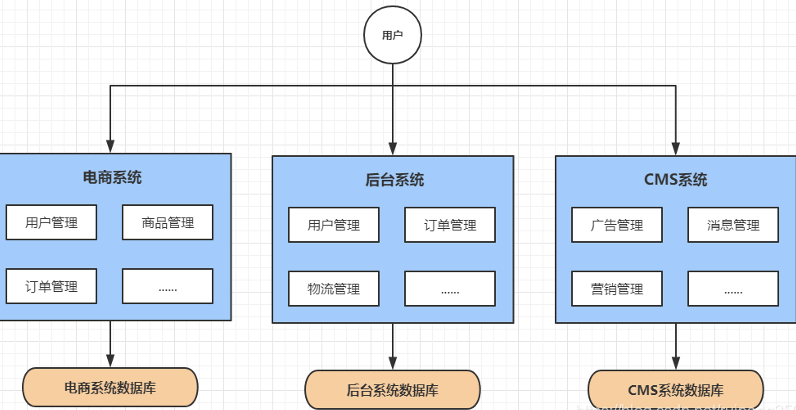 用户
电商系统
后台系统
CMS系统
用户管理
商品管理
订单管理
......
用户管理
订单管理
物流管理
......
广告管理
消息管理
营销管理
......
电商系统数据库
后台系统数据库
CMS系统数据库